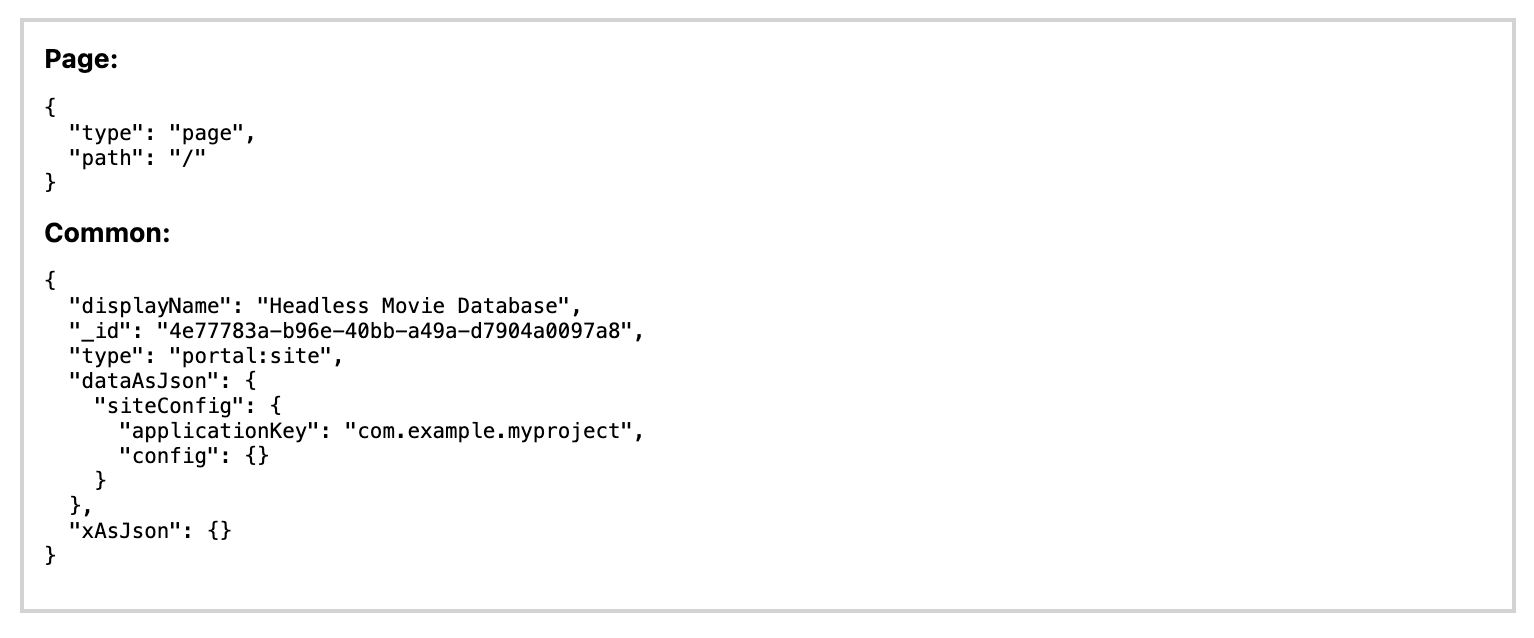 Page:
{
  "type": "page",
  "path": "/"
}
Common:
{
  "displayName": "Headless Movie Database",
  "_id": "4e77783a-b96e-40bb-a49a-d7904a0097a8",
  "type": "portal:site",
  "dataAsJson": {
    "siteConfig": {
      "applicationKey": "com.example.myproject",
      "config": {}
    }
  },
  "xAsJson": {}
}